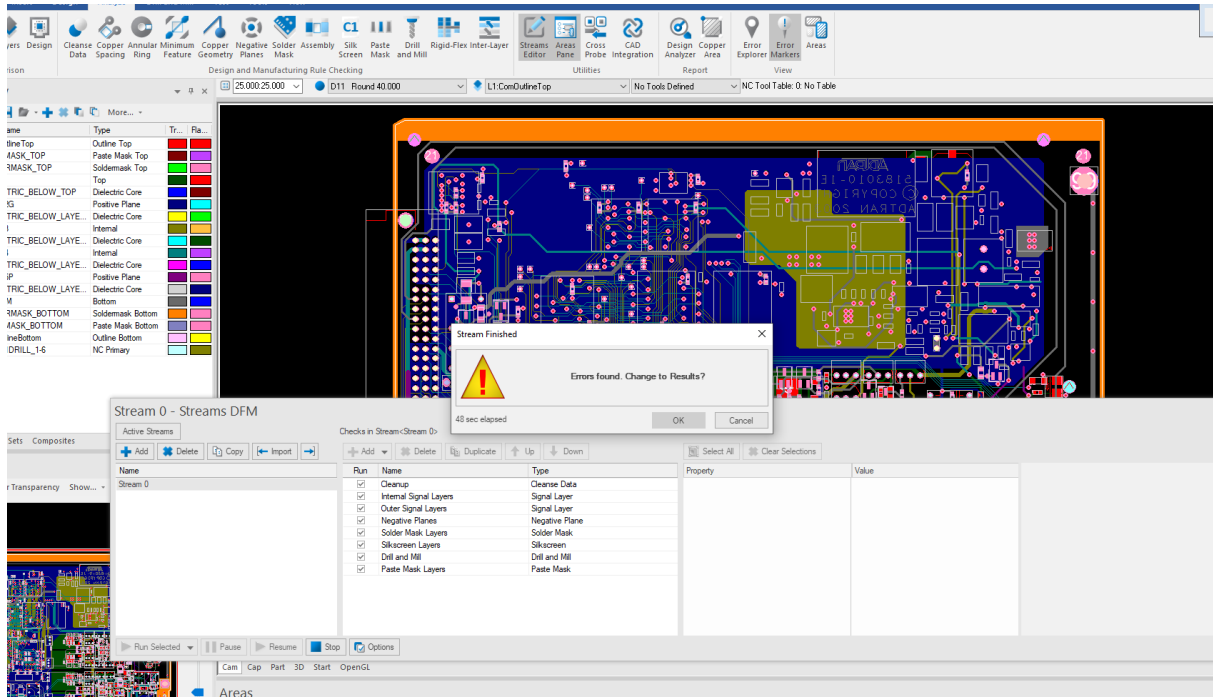 yers Design Cleanse Data Copper Spacing Annular Ring Minimum Feature Copper Geometry Negative Planes Solder Mask Assembly Silk Screen Paste Mask Drill and Mill Rigid-Flex Inter-Layer Streams Editor Areas Pane Cross Probe CAD Integration Design Analyzer Copper Area Error Explorer Error Markers Areas
C1
Design and Manufacturing Rule Checking Utilities Report View
25.000:25.000 D11 Round 40.000 L1:ComOutlineTop No Tools Defined NC Tool Table: 0: No Table
More...
ame Type Tr... Fla...
tlineTop Outline Top
MASK_TOP Paste Mask Top
RMASK_TOP Soldermask Top
Top
TRIC_BELOW_TOP Dielectric Core
2G Positive Plane
TRIC_BELOW_LAYE... Dielectric Core
Internal
TRIC_BELOW_LAYE... Dielectric Core
Internal
TRIC_BELOW_LAYE... Dielectric Core
5P Positive Plane
TRIC_BELOW_LAYE... Dielectric Core
M Bottom
RMASK_BOTTOM Soldermask Bottom
MASK_BOTTOM Paste Mask Bottom
lineBottom Outline Bottom
DRILL_1-6 NC Primary
21
21
Stream Finished
Errors found. Change to Results?
48 sec elapsed
OK Cancel
Stream 0 - Streams DFM
Active Streams
Checks in Stream<Stream 0>
Add Delete Copy Import
Add Delete Duplicate Up Down
Select All Clear Selections
Name
Stream 0
Run Name Type
Cleanup Cleanse Data
Internal Signal Layers Signal Layer
Outer Signal Layers Signal Layer
Negative Planes Negative Plane
Solder Mask Layers Solder Mask
Silkscreen Layers Silkscreen
Drill and Mill Drill and Mill
Paste Mask Layers Paste Mask
Property Value
Sets Composites
r Transparency Show...
Run Selected Pause Resume Stop Options
Cam Cap Part 3D Start OpenGL
Areas